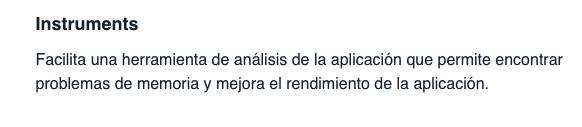 Instruments
Facilita una herramienta de análisis de la aplicación que permite encontrar
problemas de memoria y mejora el rendimiento de la aplicación.